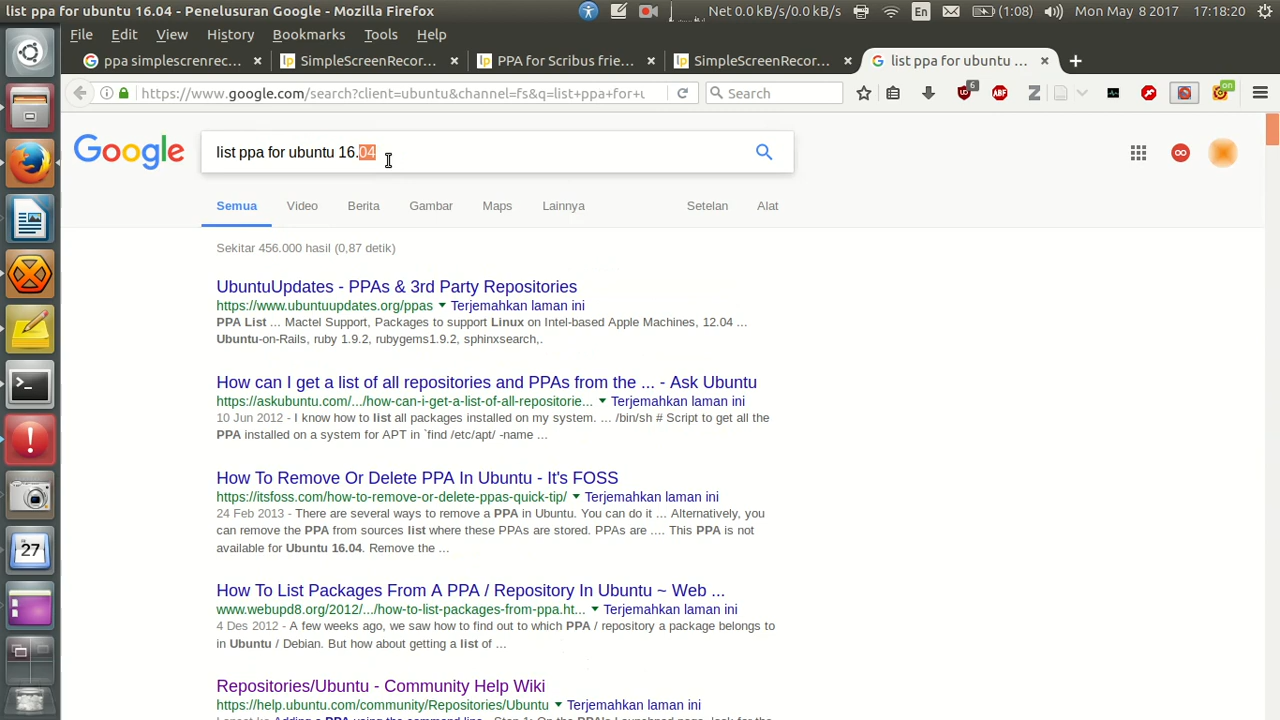 list ppa for ubuntu 16.04 - Penelusuran Google - Mozilla Firefox
Net 0.0 kB/s/0.0 kB/s
En
(1:08)
Mon May 8 2017
17:18:20
File Edit View History Bookmarks Tools Help
ppa simplescrenrec...
SimpleScreenRecor...
PPA for Scribus frie...
SimpleScreenRecor...
list ppa for ubuntu ...
https://www.google.com/search?client=ubuntu&channel=fs&q=list+ppa+for+u
Search
6
ABP
on
Google
list ppa for ubuntu 16.04
Semua Video Berita Gambar Maps Lainnya Setelan Alat
Sekitar 456.000 hasil (0,87 detik)
UbuntuUpdates - PPAs & 3rd Party Repositories
https://www.ubuntuupdates.org/ppas Terjemahkan laman ini
PPA List ... Mactel Support, Packages to support Linux on Intel-based Apple Machines, 12.04 ...
Ubuntu-on-Rails, ruby 1.9.2, rubygems1.9.2, sphinxsearch,.
How can I get a list of all repositories and PPAs from the ... - Ask Ubuntu
https://askubuntu.com/.../how-can-i-get-a-list-of-all-repositorie... Terjemahkan laman ini
10 Jun 2012 - I know how to list all packages installed on my system. ... /bin/sh # Script to get all the
PPA installed on a system for APT in `find /etc/apt/ -name ...
How To Remove Or Delete PPA In Ubuntu - It's FOSS
https://itsfoss.com/how-to-remove-or-delete-ppas-quick-tip/ Terjemahkan laman ini
24 Feb 2013 - There are several ways to remove a PPA in Ubuntu. You can do it ... Alternatively, you
can remove the PPA from sources list where these PPAs are stored. PPAs are .... This PPA is not
available for Ubuntu 16.04. Remove the ...
How To List Packages From A PPA / Repository In Ubuntu ~ Web ...
www.webupd8.org/2012/.../how-to-list-packages-from-ppa.ht... Terjemahkan laman ini
4 Des 2012 - A few weeks ago, we saw how to find out to which PPA / repository a package belongs to
in Ubuntu / Debian. But how about getting a list of ...
Repositories/Ubuntu - Community Help Wiki
https://help.ubuntu.com/community/Repositories/Ubuntu Terjemahkan laman ini
27